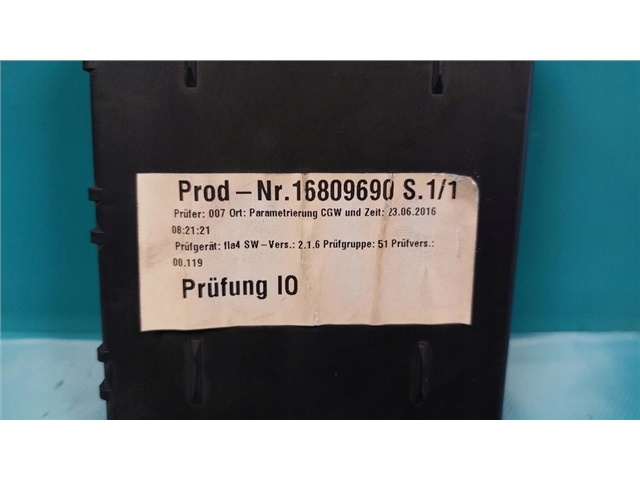 Prod-Nr.16809690 S.1/1
Prüfer: 007 Ort: Parametrierung CGW und Zeit: 23.06.2016
08:21:21
Prüfgerät: fla4 SW-Vers.: 2.1.6 Prüfgruppe: 51 Prüfvers.:
00.119
Prüfung IO